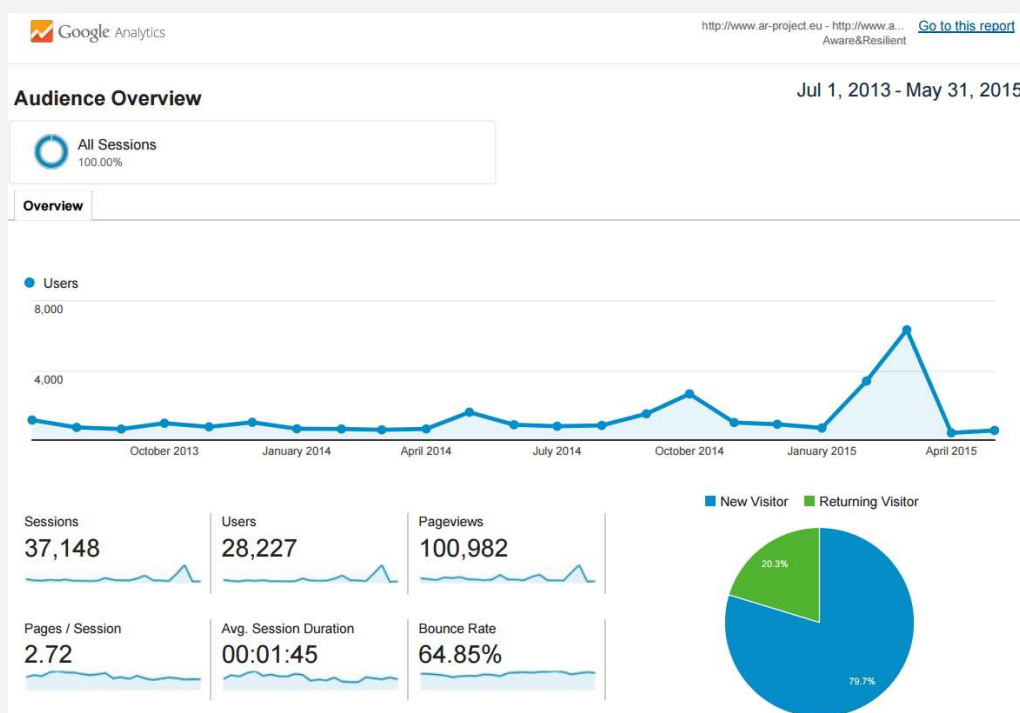 Google Analytics
http://www.ar-project.eu - http://www.a... Go to this report
Aware&Resilient
Audience Overview
Jul 1, 2013 - May 31, 2015
All Sessions
100.00%
Overview
Users
8,000
4,000
October 2013 January 2014 April 2014 July 2014 October 2014 January 2015 April 2015
New Visitor Returning Visitor
Sessions
37,148
Users
28,227
Pageviews
100,982
Pages / Session
2.72
Avg. Session Duration
00:01:45
Bounce Rate
64.85%
20.3%
79.7%